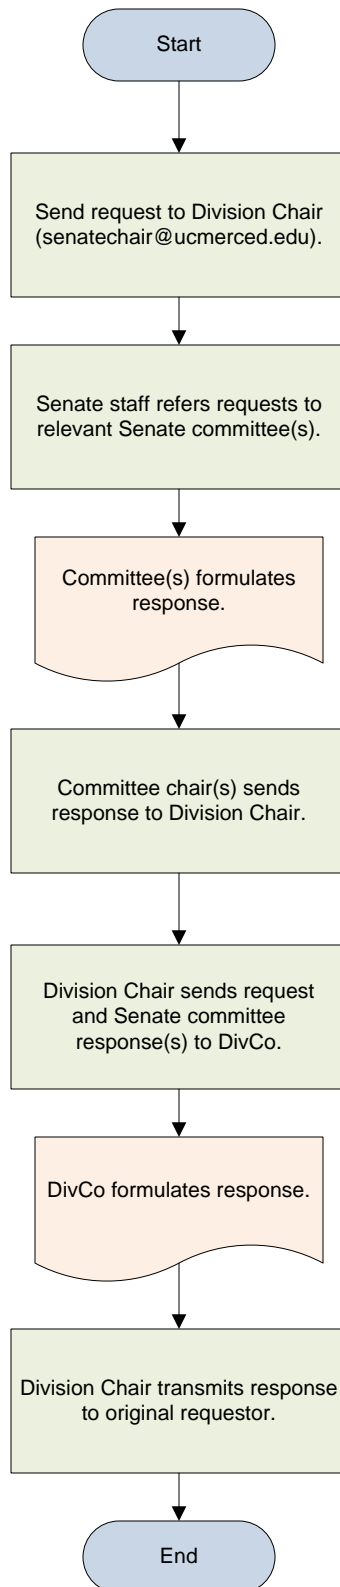 Start
Send request to Division Chair
(senatechair@ucmerced.edu).
Senate staff refers requests to
relevant Senate committee(s).
Committee(s) formulates
response.
Committee chair(s) sends
response to Division Chair.
Division Chair sends request
and Senate committee
response(s) to DivCo.
DivCo formulates response.
Division Chair transmits response
to original requestor.
End